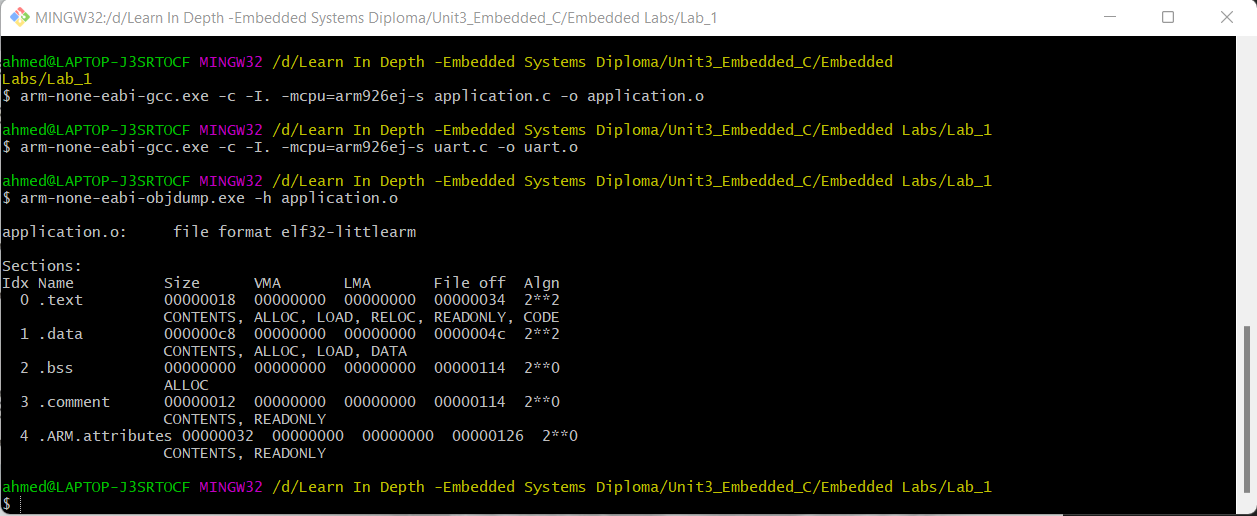 MINGW32:/d/Learn In Depth -Embedded Systems Diploma/Unit3_Embedded_C/Embedded Labs/Lab_1
ahmed@LAPTOP-J3SRTOCF MINGW32 /d/Learn In Depth -Embedded Systems Diploma/Unit3_Embedded_C/Embedded
Labs/Lab_1
$ arm-none-eabi-gcc.exe -c -I. -mcpu=arm926ej-s application.c -o application.o
ahmed@LAPTOP-J3SRTOCF MINGW32 /d/Learn In Depth -Embedded Systems Diploma/Unit3_Embedded_C/Embedded Labs/Lab_1
$ arm-none-eabi-gcc.exe -c -I. -mcpu=arm926ej-s uart.c -o uart.o
ahmed@LAPTOP-J3SRTOCF MINGW32 /d/Learn In Depth -Embedded Systems Diploma/Unit3_Embedded_C/Embedded Labs/Lab_1
$ arm-none-eabi-objdump.exe -h application.o
application.o:     file format elf32-littlearm
Sections:
Idx Name          Size      VMA       LMA       File off  Algn
  0 .text         00000018  00000000  00000000  00000034  2**2
                  CONTENTS, ALLOC, LOAD, RELOC, READONLY, CODE
  1 .data         000000c8  00000000  00000000  0000004c  2**2
                  CONTENTS, ALLOC, LOAD, DATA
  2 .bss          00000000  00000000  00000000  00000114  2**0
                  ALLOC
  3 .comment      00000012  00000000  00000000  00000114  2**0
                  CONTENTS, READONLY
  4 .ARM.attributes 00000032  00000000  00000000  00000126  2**0
                  CONTENTS, READONLY
ahmed@LAPTOP-J3SRTOCF MINGW32 /d/Learn In Depth -Embedded Systems Diploma/Unit3_Embedded_C/Embedded Labs/Lab_1
$